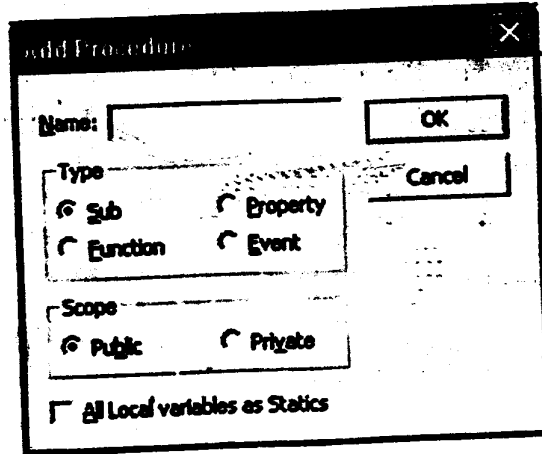 Add Procedure
Name:
OK
Cancel
Type
Sub
Property
Function
Event
Scope
Public
Private
All Local variables as Statics